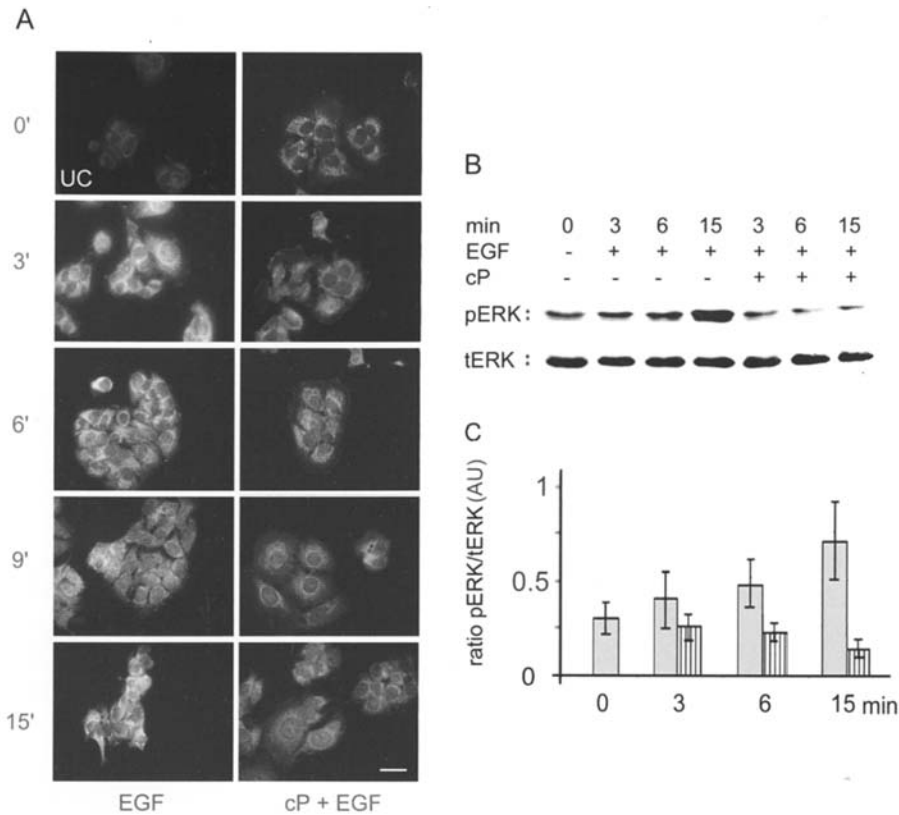 A
0'
UC
3'
6'
9'
15'
EGF
cP + EGF
B
min 0 3 6 15 3 6 15
EGF - + + + + + +
cP - - - - + + +
pERK :
tERK :
C
ratio pERK/tERK (AU)
1
0.5
0
0 3 6 15 min